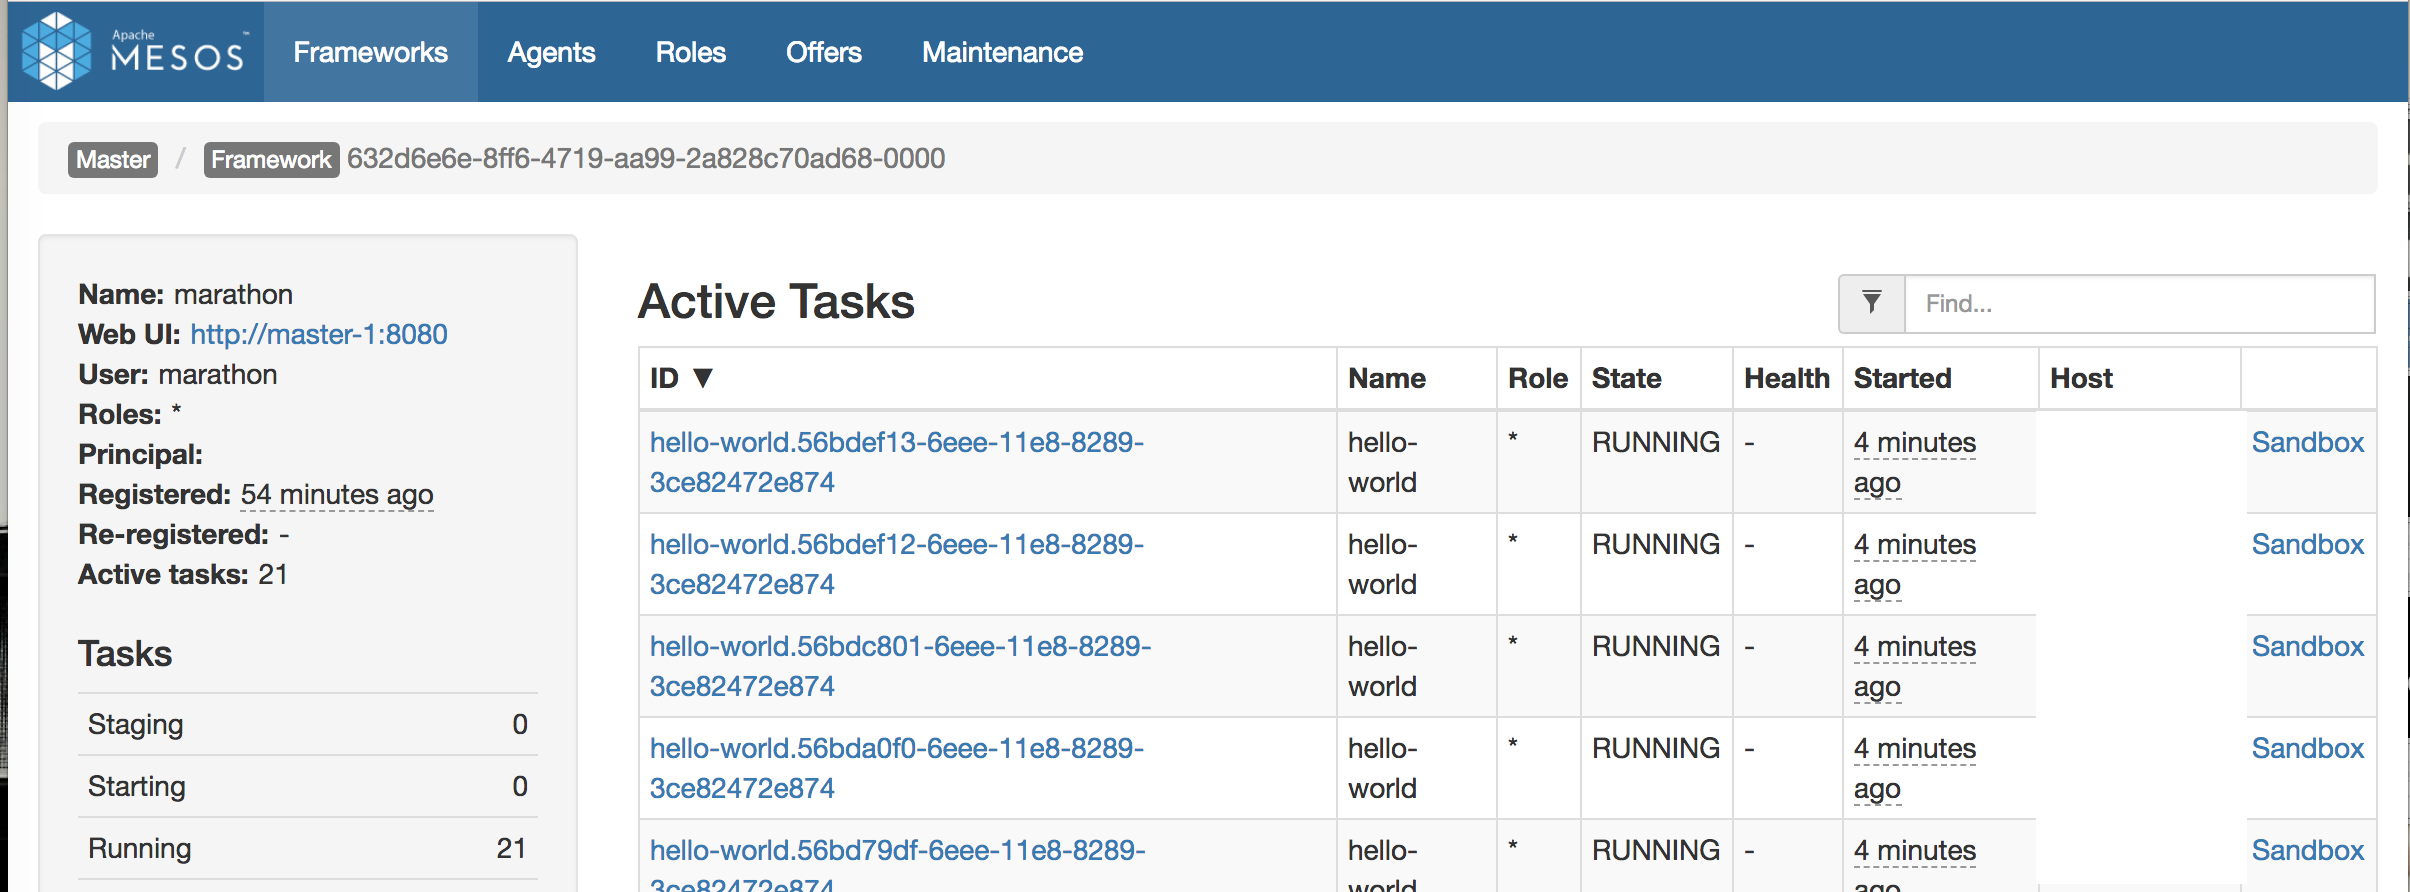 Apache
MESOS™
Frameworks Agents Roles Offers Maintenance
Master / Framework 632d6e6e-8ff6-4719-aa99-2a828c70ad68-0000
Name: marathon
Web UI: http://master-1:8080
User: marathon
Roles: *
Principal:
Registered: 54 minutes ago
Re-registered: -
Active tasks: 21
Tasks
Staging 0
Starting 0
Running 21
Active Tasks
Find...
ID ▼ Name Role State Health Started Host
hello-world.56bdef13-6eee-11e8-8289- hello- * RUNNING - 4 minutes Sandbox
3ce82472e874 world ago
hello-world.56bdef12-6eee-11e8-8289- hello- * RUNNING - 4 minutes Sandbox
3ce82472e874 world ago
hello-world.56bdc801-6eee-11e8-8289- hello- * RUNNING - 4 minutes Sandbox
3ce82472e874 world ago
hello-world.56bda0f0-6eee-11e8-8289- hello- * RUNNING - 4 minutes Sandbox
3ce82472e874 world ago
hello-world.56bd79df-6eee-11e8-8289- hello- * RUNNING - 4 minutes Sandbox
3ce82472e874 world ago